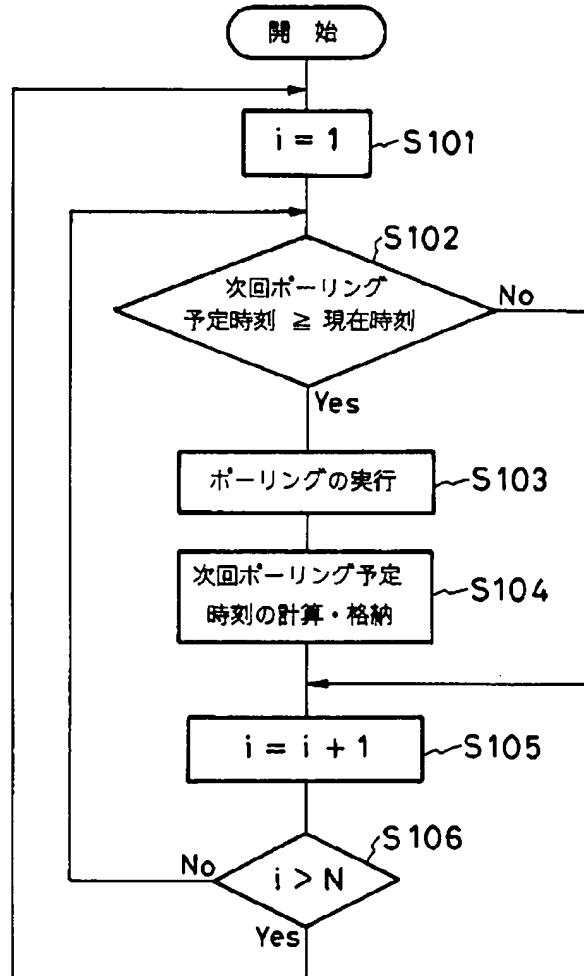 開 始
i = 1
S101
S102
次回ポーリング
予定時刻 ≧ 現在時刻
No
Yes
ポーリングの実行
S103
次回ポーリング予定
時刻の計算・格納
S104
i = i + 1
S105
S106
No
i > N
Yes